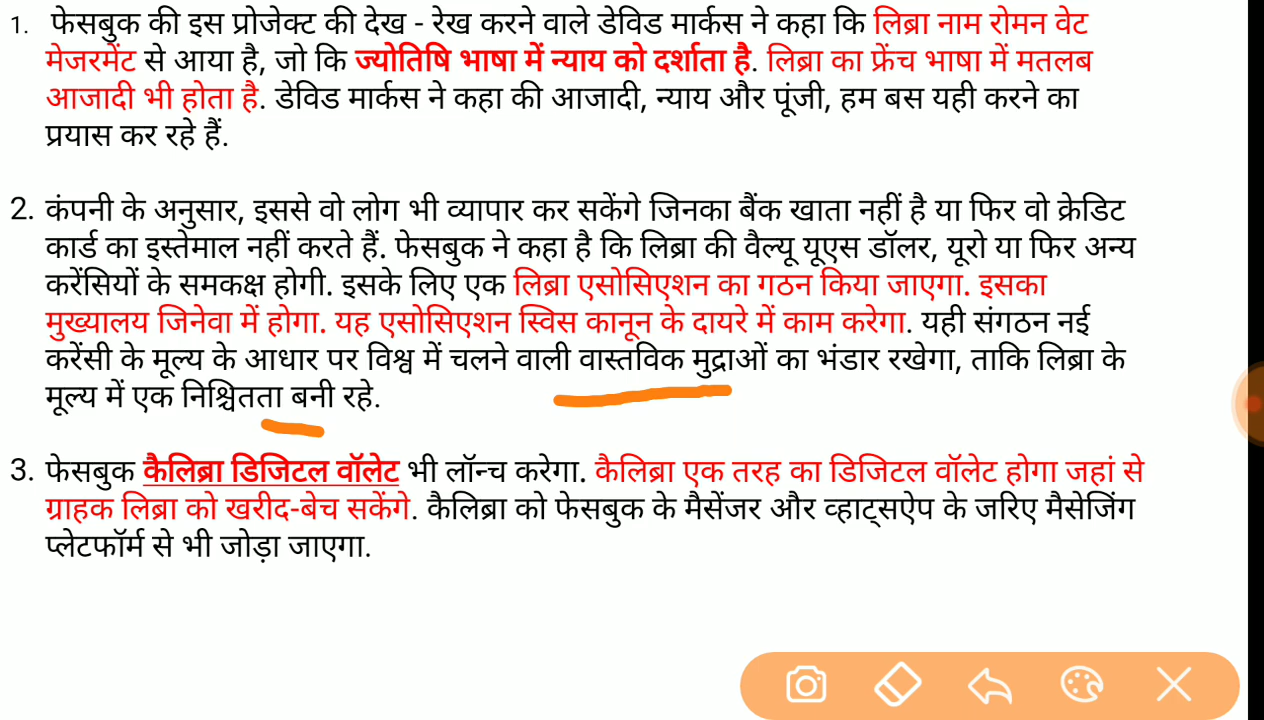 1. फेसबुक की इस प्रोजेक्ट की देख - रेख करने वाले डेविड मार्कस ने कहा कि लिब्रा नाम रोमन वेट
मेजरमेंट से आया है, जो कि ज्योतिषि भाषा में न्याय को दर्शाता है. लिब्रा का फ्रेंच भाषा में मतलब
आजादी भी होता है. डेविड मार्कस ने कहा की आजादी, न्याय और पूंजी, हम बस यही करने का
प्रयास कर रहे हैं.
2. कंपनी के अनुसार, इससे वो लोग भी व्यापार कर सकेंगे जिनका बैंक खाता नहीं है या फिर वो क्रेडिट
कार्ड का इस्तेमाल नहीं करते हैं. फेसबुक ने कहा है कि लिब्रा की वैल्यू यूएस डॉलर, यूरो या फिर अन्य
करेंसियों के समकक्ष होगी. इसके लिए एक लिब्रा एसोसिएशन का गठन किया जाएगा. इसका
मुख्यालय जिनेवा में होगा. यह एसोसिएशन स्विस कानून के दायरे में काम करेगा. यही संगठन नई
करेंसी के मूल्य के आधार पर विश्व में चलने वाली वास्तविक मुद्राओं का भंडार रखेगा, ताकि लिब्रा के
मूल्य में एक निश्चितता बनी रहे.
3. फेसबुक कैलिब्रा डिजिटल वॉलेट भी लॉन्च करेगा. कैलिब्रा एक तरह का डिजिटल वॉलेट होगा जहां से
ग्राहक लिब्रा को खरीद-बेच सकेंगे. कैलिब्रा को फेसबुक के मैसेंजर और व्हाट्सऐप के जरिए मैसेजिंग
प्लेटफॉर्म से भी जोड़ा जाएगा.